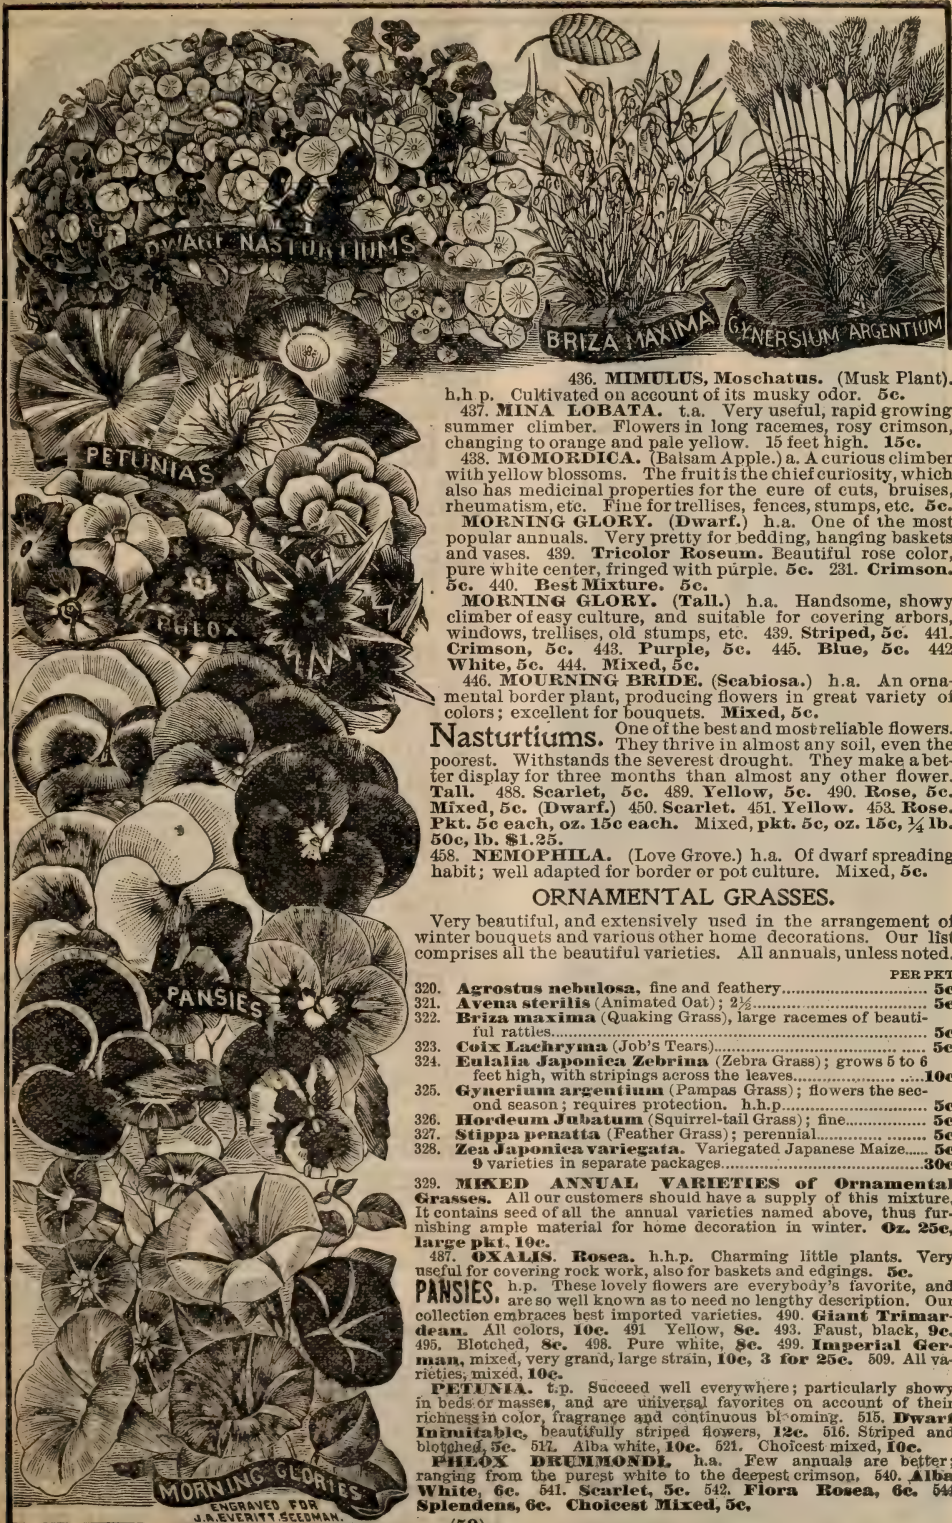 DWARF NASTURTIUMS
BRIZA MAXIMA
GYNERSIUM ARGENTIUM
PETUNIAS
PHLOX
PANSIES
MORNING GLORIES
ENGRAVED FOR
J.A.EVERITT.SEEDMAN.
436. MIMULUS, Moschatus. (Musk Plant).
h.h p. Cultivated on account of its musky odor. 5c.
437. MINA LOBATA. t.a. Very useful, rapid growing
summer climber. Flowers in long racemes, rosy crimson,
changing to orange and pale yellow. 15 feet high. 15c.
438. MOMORDICA. (Balsam Apple.) a. A curious climber
with yellow blossoms. The fruit is the chief curiosity, which
also has medicinal properties for the cure of cuts, bruises,
rheumatism, etc. Fine for trellises, fences, stumps, etc. 5c.
MORNING GLORY. (Dwarf.) h.a. One of the most
popular annuals. Very pretty for bedding, hanging baskets
and vases. 439. Tricolor Roseum. Beautiful rose color,
pure white center, fringed with purple. 5c. 231. Crimson.
5c. 440. Best Mixture. 5c.
MORNING GLORY. (Tall.) h.a. Handsome, showy
climber of easy culture, and suitable for covering arbors,
windows, trellises, old stumps, etc. 439. Striped, 5c. 441.
Crimson, 5c. 443. Purple, 5c. 445. Blue, 5c. 442
White, 5c. 444. Mixed, 5c.
446. MOURNING BRIDE. (Scabiosa.) h.a. An orna-
mental border plant, producing flowers in great variety of
colors; excellent for bouquets. Mixed, 5c.
Nasturtiums. One of the best and most reliable flowers.
They thrive in almost any soil, even the
poorest. Withstands the severest drought. They make a bet-
ter display for three months than almost any other flower.
Tall. 488. Scarlet, 5c. 489. Yellow, 5c. 490. Rose, 5c.
Mixed, 5c. (Dwarf.) 450. Scarlet. 451. Yellow. 453. Rose.
Pkt. 5c each, oz. 15c each. Mixed, pkt. 5c, oz. 15c, ¼ lb.
50c, lb. $1.25.
458. NEMOPHILA. (Love Grove.) h.a. Of dwarf spreading
habit; well adapted for border or pot culture. Mixed, 5c.
ORNAMENTAL GRASSES.
Very beautiful, and extensively used in the arrangement of
winter bouquets and various other home decorations. Our list
comprises all the beautiful varieties. All annuals, unless noted.
PER PKT
320. Agrostus nebulosa, fine and feathery.... 5c
321. Avena sterilis (Animated Oat); 2½.... 5c
322. Briza maxima (Quaking Grass), large racemes of beauti-
ful rattles.... 5c
323. Coix Lachryma (Job's Tears).... 5c
324. Eulalia Japonica Zebrina (Zebra Grass); grows 5 to 6
feet high, with stripings across the leaves.... 10c
325. Gynerium argentium (Pampas Grass); flowers the sec-
ond season; requires protection. h.h.p.... 5c
326. Hordeum Jubatum (Squirrel-tail Grass); fine.... 5c
327. Stippa penatta (Feather Grass); perennial.... 5c
328. Zea Japonica variegata. Variegated Japanese Maize.... 5c
9 varieties in separate packages.... 30c
329. MIXED ANNUAL VARIETIES of Ornamental
Grasses. All our customers should have a supply of this mixture.
It contains seed of all the annual varieties named above, thus fur-
nishing ample material for home decoration in winter. Oz. 25c,
large pkt. 10c.
487. OXALIS. Rosea. h.h.p. Charming little plants. Very
useful for covering rock work, also for baskets and edgings. 5c.
PANSIES. h.p. These lovely flowers are everybody's favorite, and
are so well known as to need no lengthy description. Our
collection embraces best imported varieties. 490. Giant Trimar-
dean. All colors, 10c. 491 Yellow, 8c. 493. Faust, black, 9c.
495. Blotched, 8c. 498. Pure white, 8c. 499. Imperial Ger-
man, mixed, very grand, large strain, 10c, 3 for 25c. 509. All va-
rieties, mixed, 10c.
PETUNIA. t.p. Succeed well everywhere; particularly showy
in beds or masses, and are universal favorites on account of their
richness in color, fragrance and continuous blooming. 515. Dwarf
Inimitable, beautifully striped flowers, 12c. 516. Striped and
blotched, 5c. 517. Alba white, 10c. 521. Choicest mixed, 10c.
PHLOX DRUMMONDI. h.a. Few annuals are better;
ranging from the purest white to the deepest crimson. 540. Alba
White, 6c. 541. Scarlet, 5c. 542. Flora Rosea, 6c. 544
Splendens, 6c. Choicest Mixed, 5c,